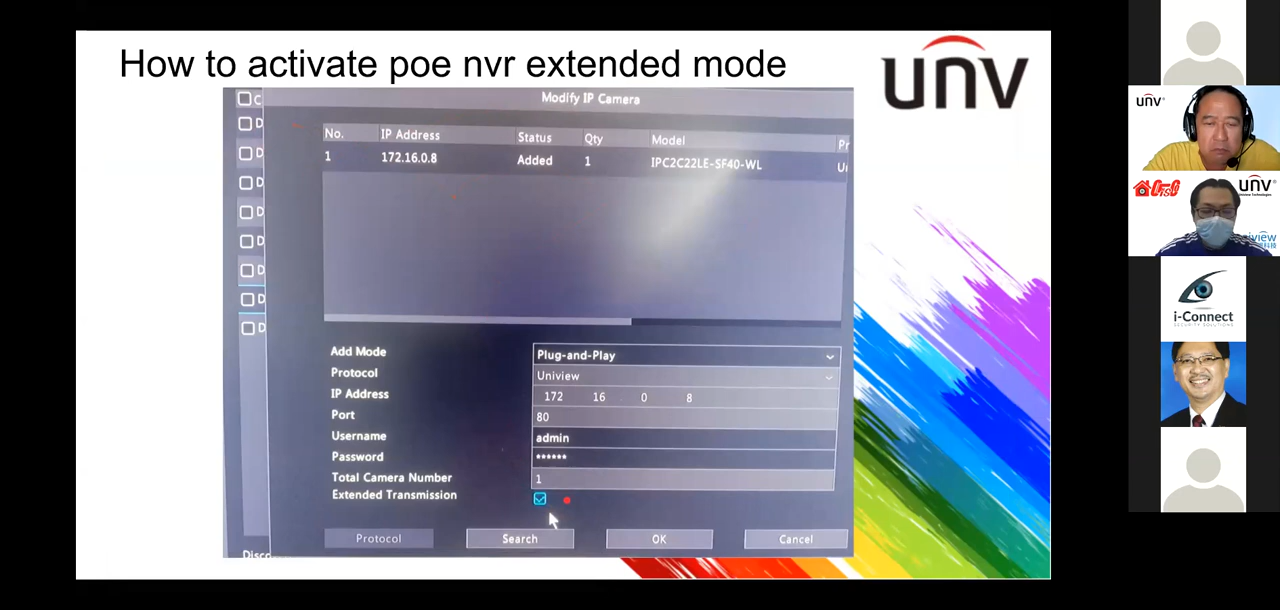 How to activate poe nvr extended mode
unv
Modify IP Camera
No. IP Address Status Qty Model Pr
1 172.16.0.8 Added 1 IPC2C22LE-SF40-WL
C
D
D
D
D
D
D
D
D
Add Mode Plug-and-Play
Protocol Uniview
IP Address 172 16 0 8
Port 80
Username admin
Password ******
Total Camera Number 1
Extended Transmission
Protocol Search OK Cancel
unv
unv
i-Connect
SECURITY SOLUTIONS